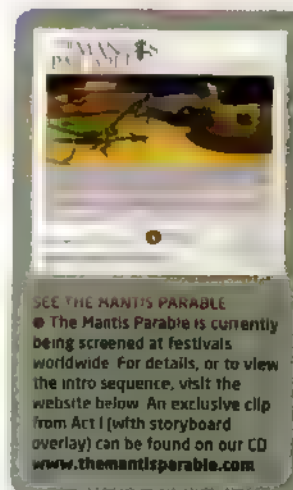 SEE THE MANTIS PARABLE
● The Mantis Parable is currently
being screened at festivals
worldwide. For details, or to view
the intro sequence, visit the
website below. An exclusive clip
from Act I (with storyboard
overlay) can be found on our CD
www.themantisparable.com